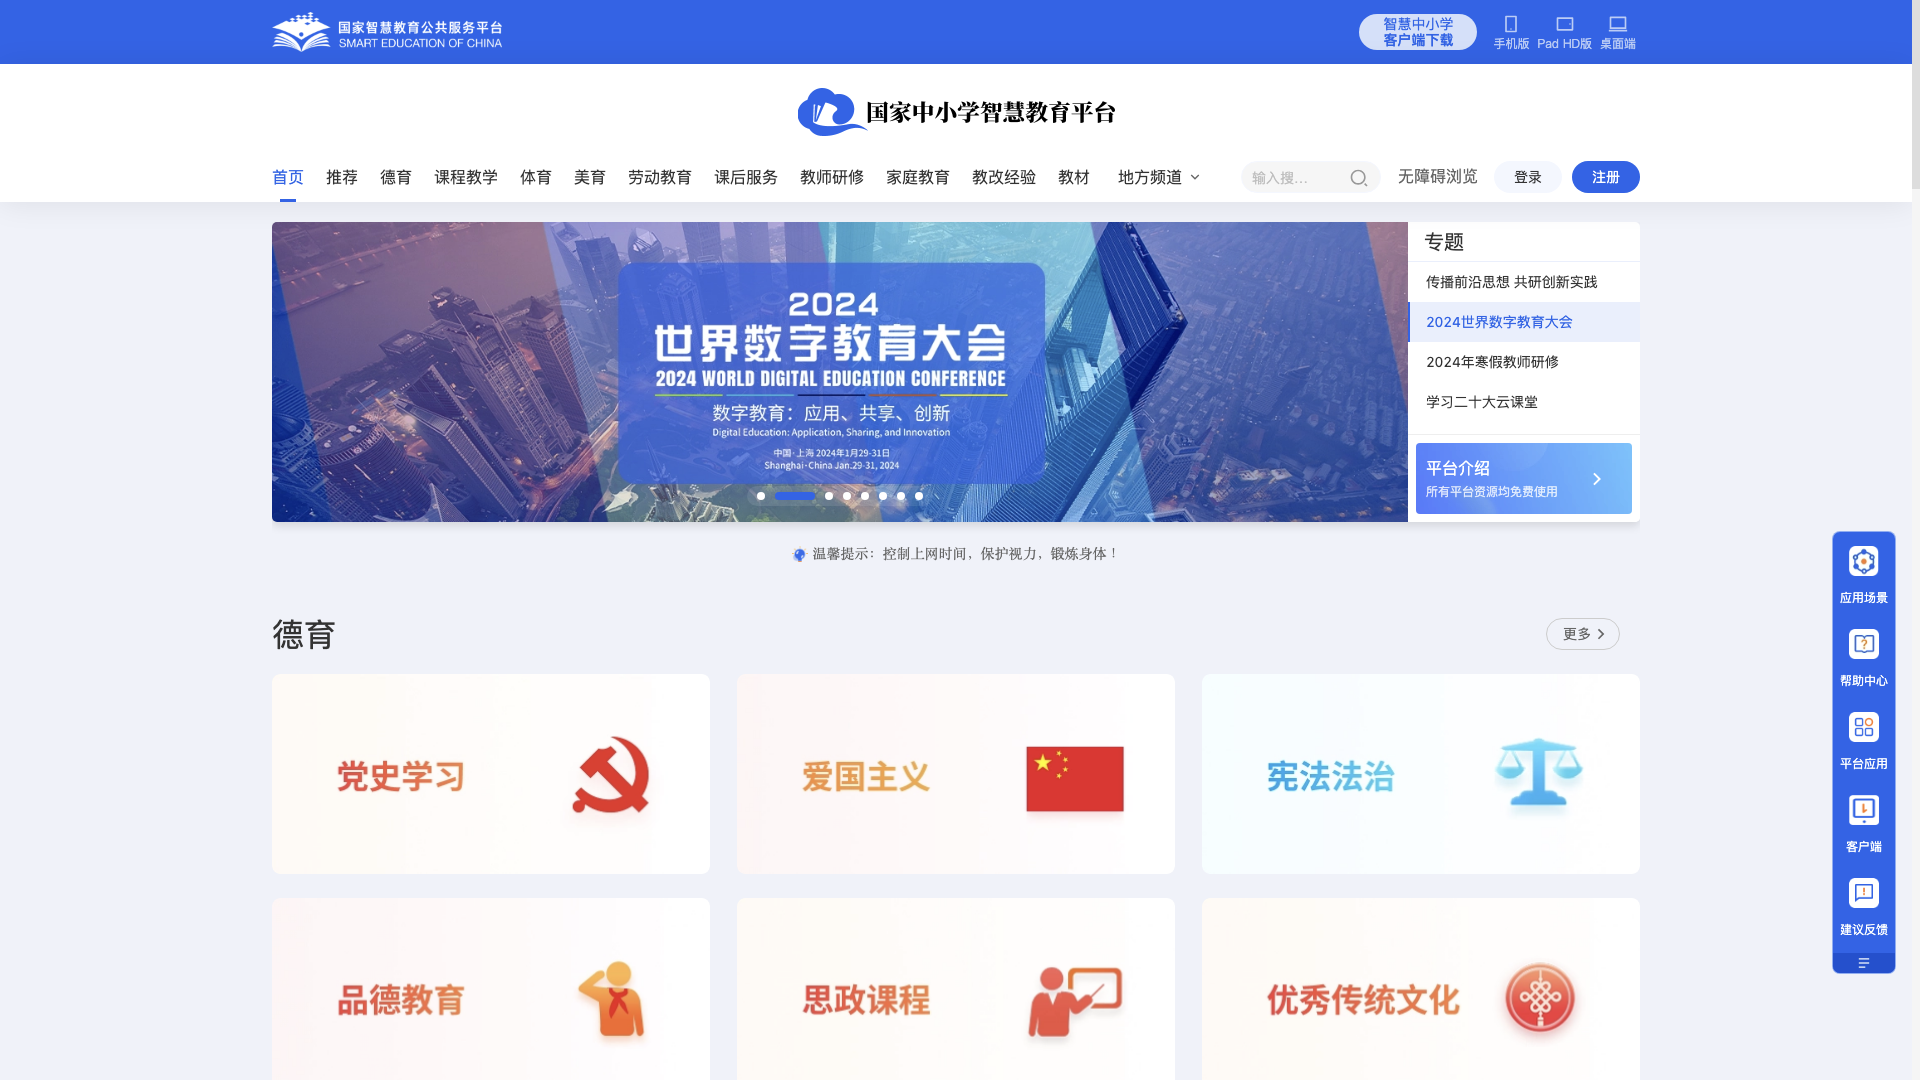 国家智慧教育公共服务平台
SMART EDUCATION OF CHINA
智慧中小学
客户端下载
手机版 Pad HD版 桌面端
国家中小学智慧教育平台
首页 推荐 德育 课程教学 体育 美育 劳动教育 课后服务 教师研修 家庭教育 教改经验 教材 地方频道 输入搜... 无障碍浏览 登录 注册
2024
世界数字教育大会
2024 WORLD DIGITAL EDUCATION CONFERENCE
数字教育：应用、共享、创新
Digital Education: Application, Sharing, and Innovation
中国·上海 2024年1月29-31日
Shanghai·China Jan.29-31, 2024
专题
传播前沿思想 共研创新实践
2024世界数字教育大会
2024年寒假教师研修
学习二十大云课堂
平台介绍
所有平台资源均免费使用
温馨提示：控制上网时间，保护视力，锻炼身体！
德育
更多
党史学习
爱国主义
宪法法治
品德教育
思政课程
优秀传统文化
应用场景
帮助中心
平台应用
客户端
建议反馈